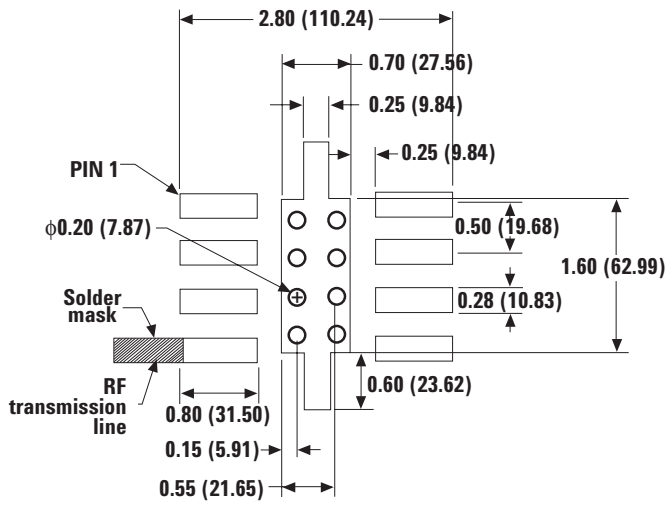 2.80 (110.24)
0.70 (27.56)
0.25 (9.84)
PIN 1
0.25 (9.84)
ϕ0.20 (7.87)
0.50 (19.68)
1.60 (62.99)
Solder
mask
0.28 (10.83)
RF
transmission
line
0.60 (23.62)
0.80 (31.50)
0.15 (5.91)
0.55 (21.65)